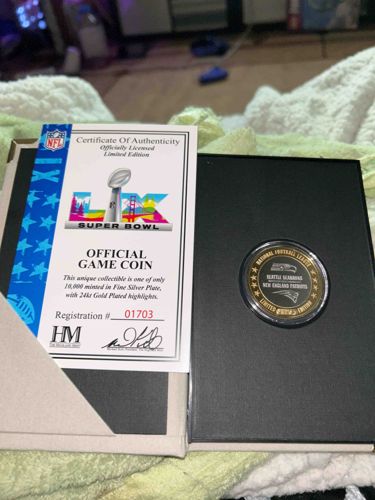 NFL
Certificate Of Authenticity
Officially Licensed
Limited Edition
LX
SUPER BOWL
OFFICIAL
GAME COIN
This unique collectible is one of only
10,000 minted in Fine Silver Plate,
with 24kt Gold Plated highlights.
Registration # 01703
HM
NATIONAL FOOTBALL LEAGUE
SEATTLE SEAHAWKS
NEW ENGLAND PATRIOTS
LIMITED EDITION